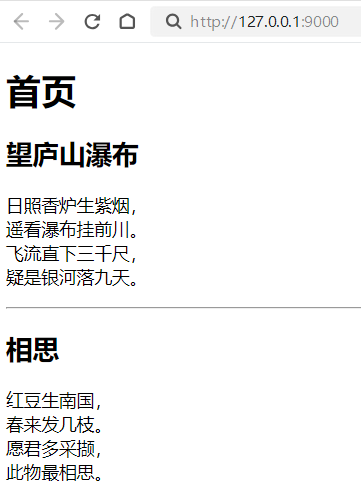 http://127.0.0.1:9000
首页
望庐山瀑布
日照香炉生紫烟，
遥看瀑布挂前川。
飞流直下三千尺，
疑是银河落九天。
相思
红豆生南国，
春来发几枝。
愿君多采撷，
此物最相思。